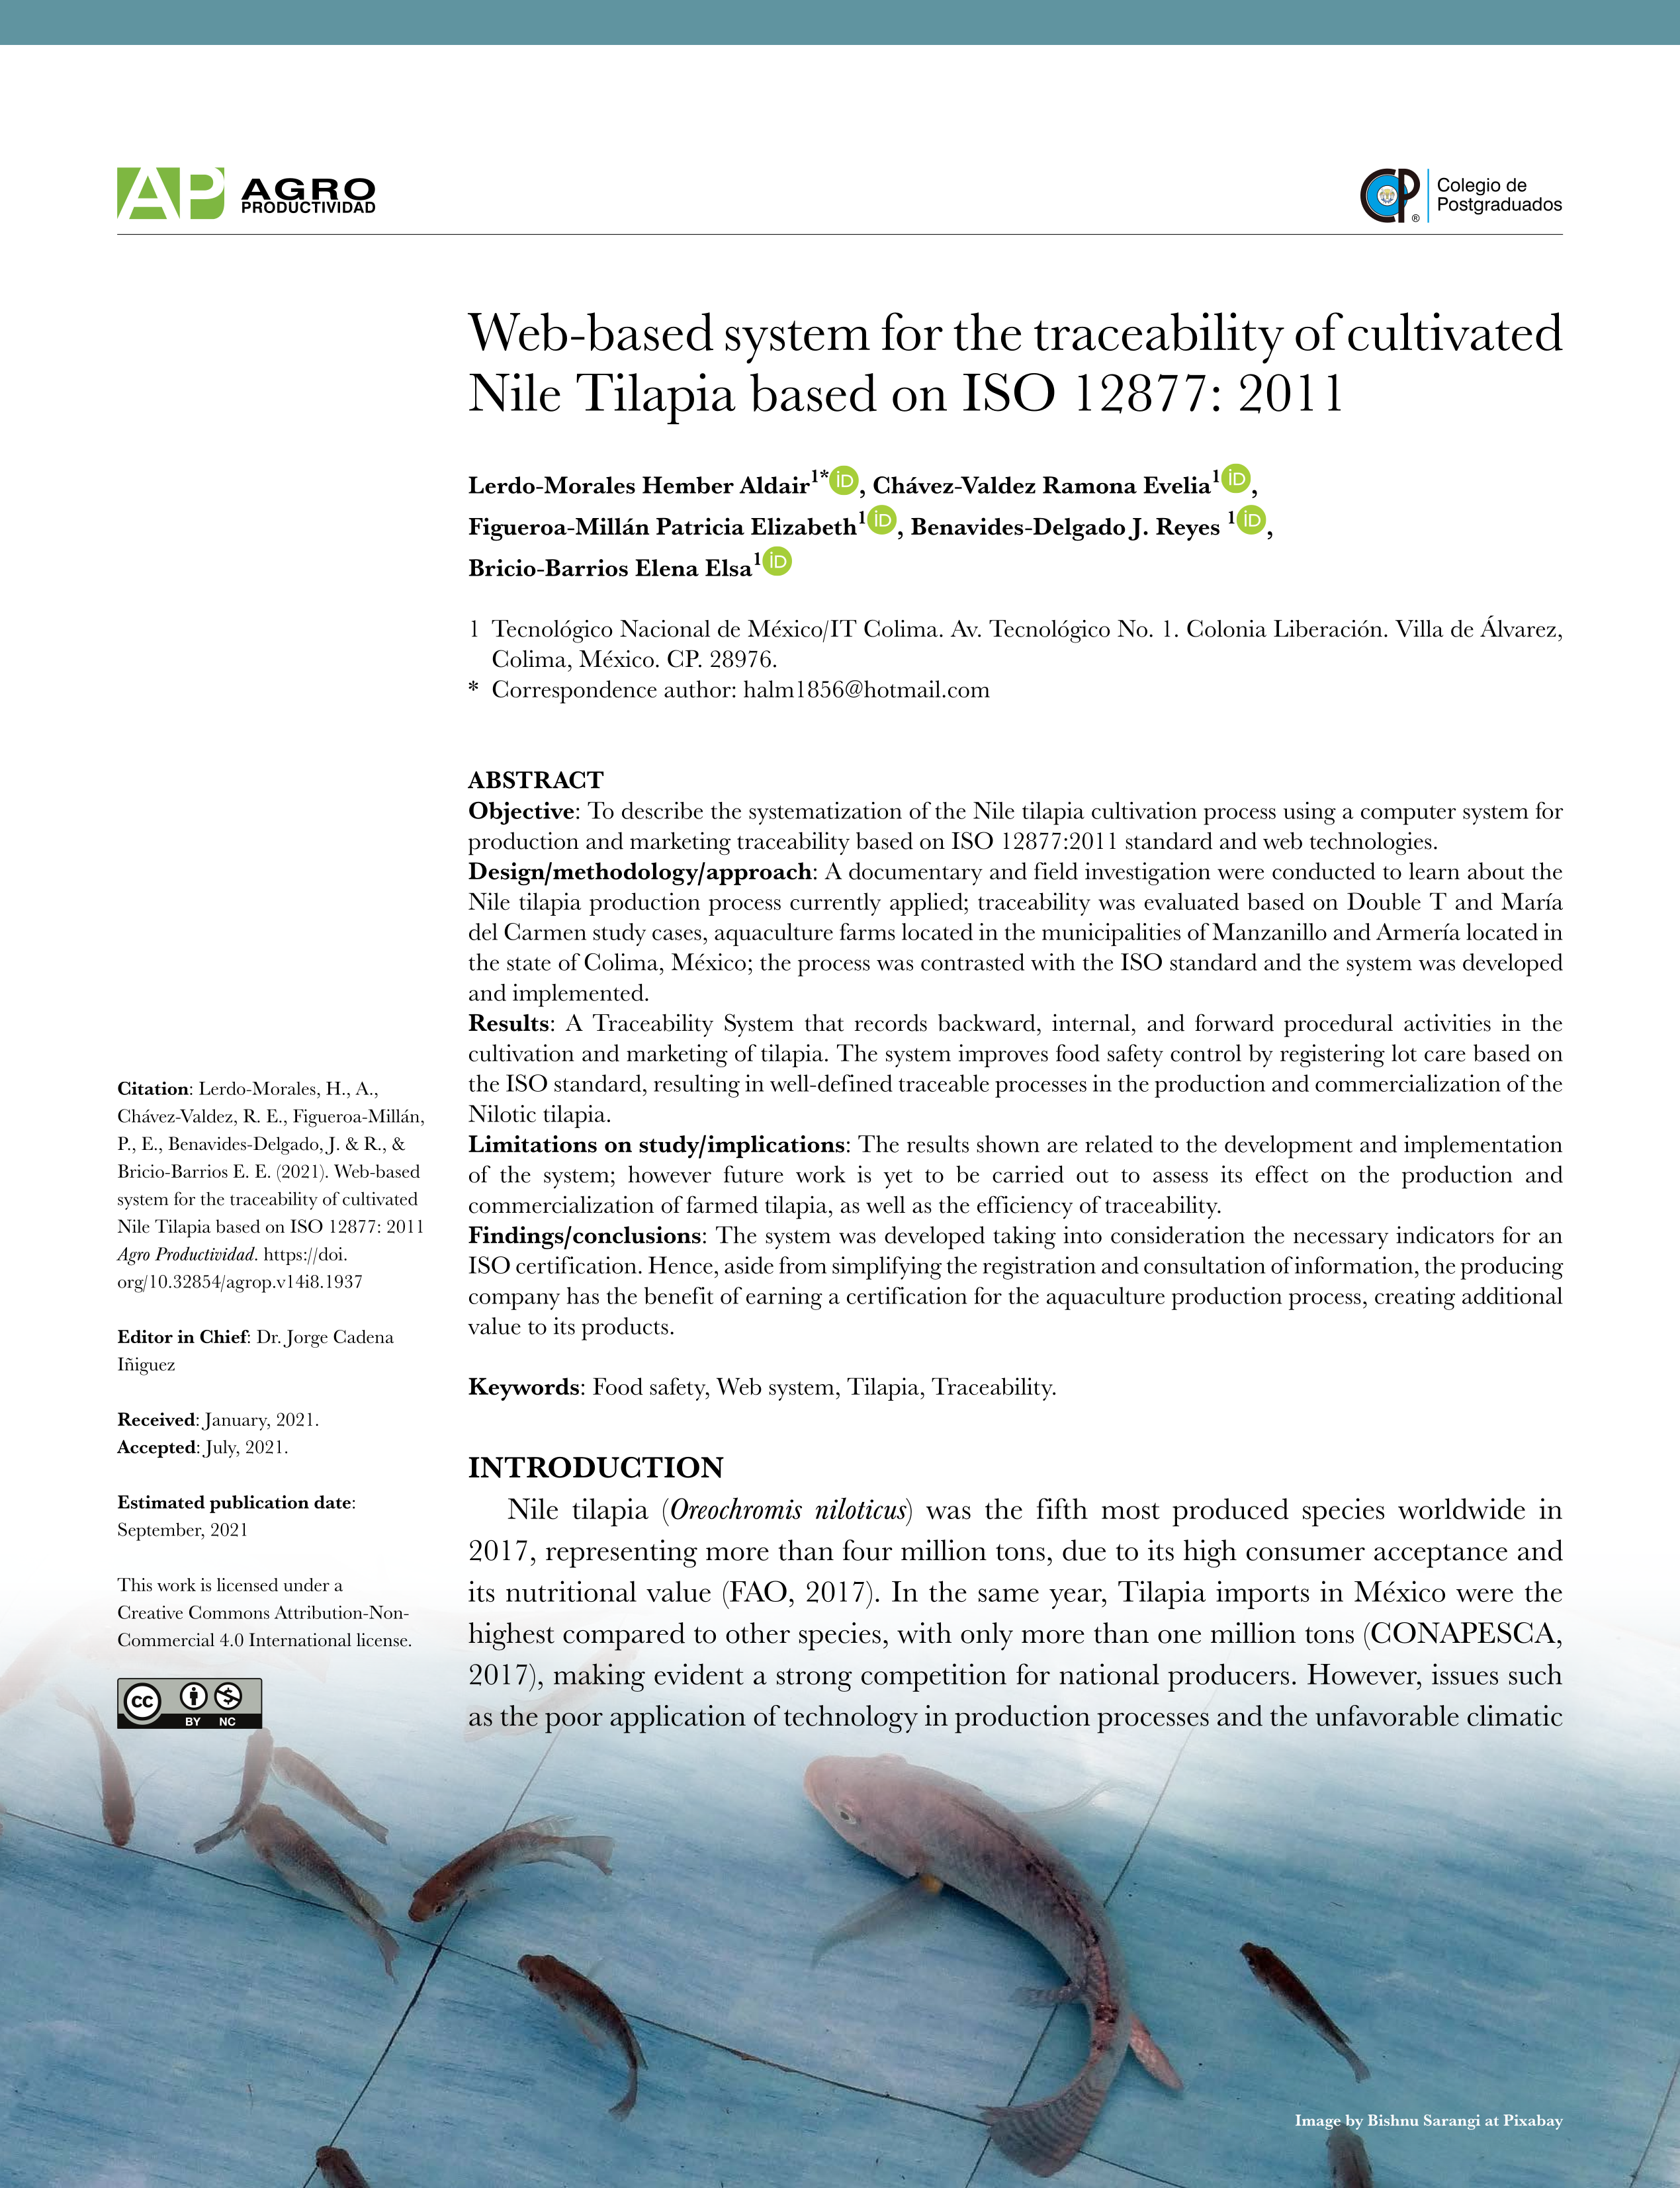 AP AGRO
PRODUCTIVIDAD
CP® Colegio de
Postgraduados
Web-based system for the traceability of cultivated
Nile Tilapia based on ISO 12877: 2011
Lerdo-Morales Hember Aldair1* iD, Chávez-Valdez Ramona Evelia1 iD,
Figueroa-Millán Patricia Elizabeth1 iD, Benavides-Delgado J. Reyes 1 iD,
Bricio-Barrios Elena Elsa1 iD
1 Tecnológico Nacional de México/IT Colima. Av. Tecnológico No. 1. Colonia Liberación. Villa de Álvarez,
Colima, México. CP. 28976.
* Correspondence author: halm1856@hotmail.com
ABSTRACT
Objective: To describe the systematization of the Nile tilapia cultivation process using a computer system for
production and marketing traceability based on ISO 12877:2011 standard and web technologies.
Design/methodology/approach: A documentary and field investigation were conducted to learn about the
Nile tilapia production process currently applied; traceability was evaluated based on Double T and María
del Carmen study cases, aquaculture farms located in the municipalities of Manzanillo and Armería located in
the state of Colima, México; the process was contrasted with the ISO standard and the system was developed
and implemented.
Results: A Traceability System that records backward, internal, and forward procedural activities in the
cultivation and marketing of tilapia. The system improves food safety control by registering lot care based on
the ISO standard, resulting in well-defined traceable processes in the production and commercialization of the
Nilotic tilapia.
Limitations on study/implications: The results shown are related to the development and implementation
of the system; however future work is yet to be carried out to assess its effect on the production and
commercialization of farmed tilapia, as well as the efficiency of traceability.
Findings/conclusions: The system was developed taking into consideration the necessary indicators for an
ISO certification. Hence, aside from simplifying the registration and consultation of information, the producing
company has the benefit of earning a certification for the aquaculture production process, creating additional
value to its products.
Keywords: Food safety, Web system, Tilapia, Traceability.
Citation: Lerdo-Morales, H., A.,
Chávez-Valdez, R. E., Figueroa-Millán,
P., E., Benavides-Delgado, J. & R., &
Bricio-Barrios E. E. (2021). Web-based
system for the traceability of cultivated
Nile Tilapia based on ISO 12877: 2011
Agro Productividad. https://doi.
org/10.32854/agrop.v14i8.1937
Editor in Chief: Dr. Jorge Cadena
Iñiguez
Received: January, 2021.
Accepted: July, 2021.
Estimated publication date:
September, 2021
This work is licensed under a
Creative Commons Attribution-Non-
Commercial 4.0 International license.
cc BY NC
INTRODUCTION
Nile tilapia (Oreochromis niloticus) was the fifth most produced species worldwide in
2017, representing more than four million tons, due to its high consumer acceptance and
its nutritional value (FAO, 2017). In the same year, Tilapia imports in México were the
highest compared to other species, with only more than one million tons (CONAPESCA,
2017), making evident a strong competition for national producers. However, issues such
as the poor application of technology in production processes and the unfavorable climatic
Image by Bishnu Sarangi at Pixabay